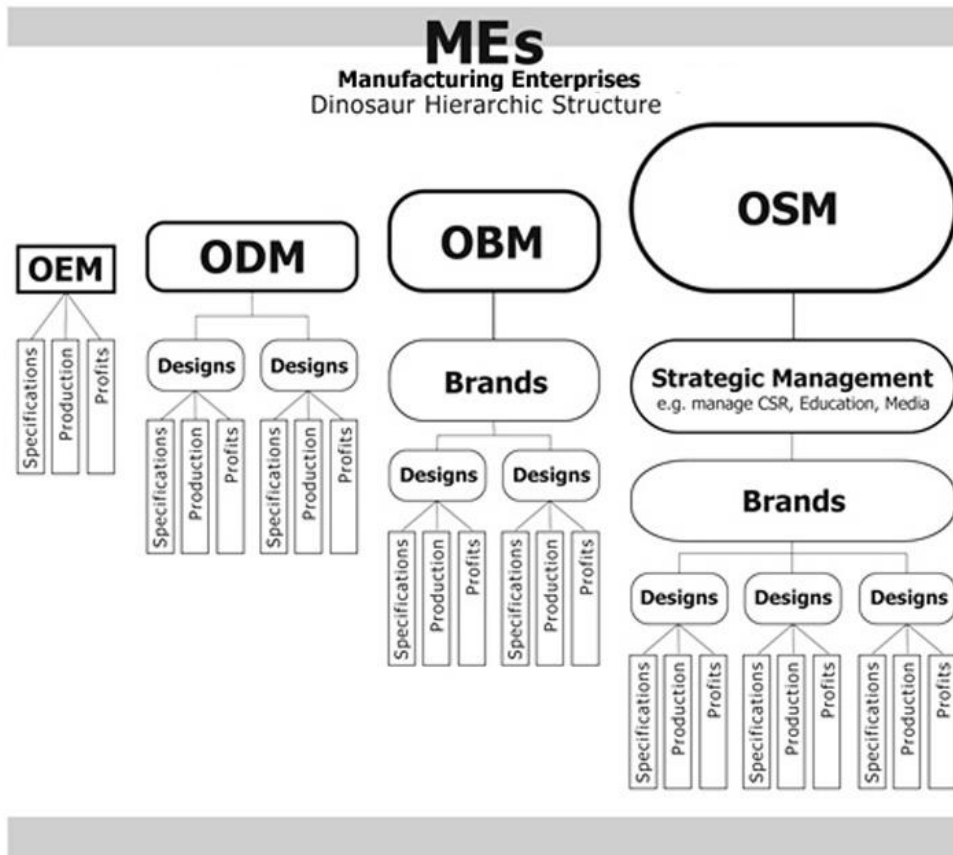 MEs
Manufacturing Enterprises
Dinosaur Hierarchic Structure
OEM
Specifications
Production
Profits
ODM
Designs
Designs
Specifications
Production
Profits
Specifications
Production
Profits
OBM
Brands
Designs
Designs
Specifications
Production
Profits
Specifications
Production
Profits
OSM
Strategic Management
e.g. manage CSR, Education, Media
Brands
Designs
Designs
Designs
Specifications
Production
Profits
Specifications
Production
Profits
Specifications
Production
Profits